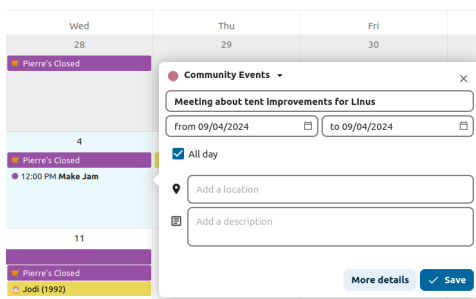 Wed Thu Fri
28 29 30
Pierre's Closed
Community Events
Meeting about tent improvements for LInus
from 09/04/2024 to 09/04/2024
4
All day
Pierre's Closed
12:00 PM Make Jam
Add a location
Add a description
11
Pierre's Closed
More details Save
Jodi (1992)